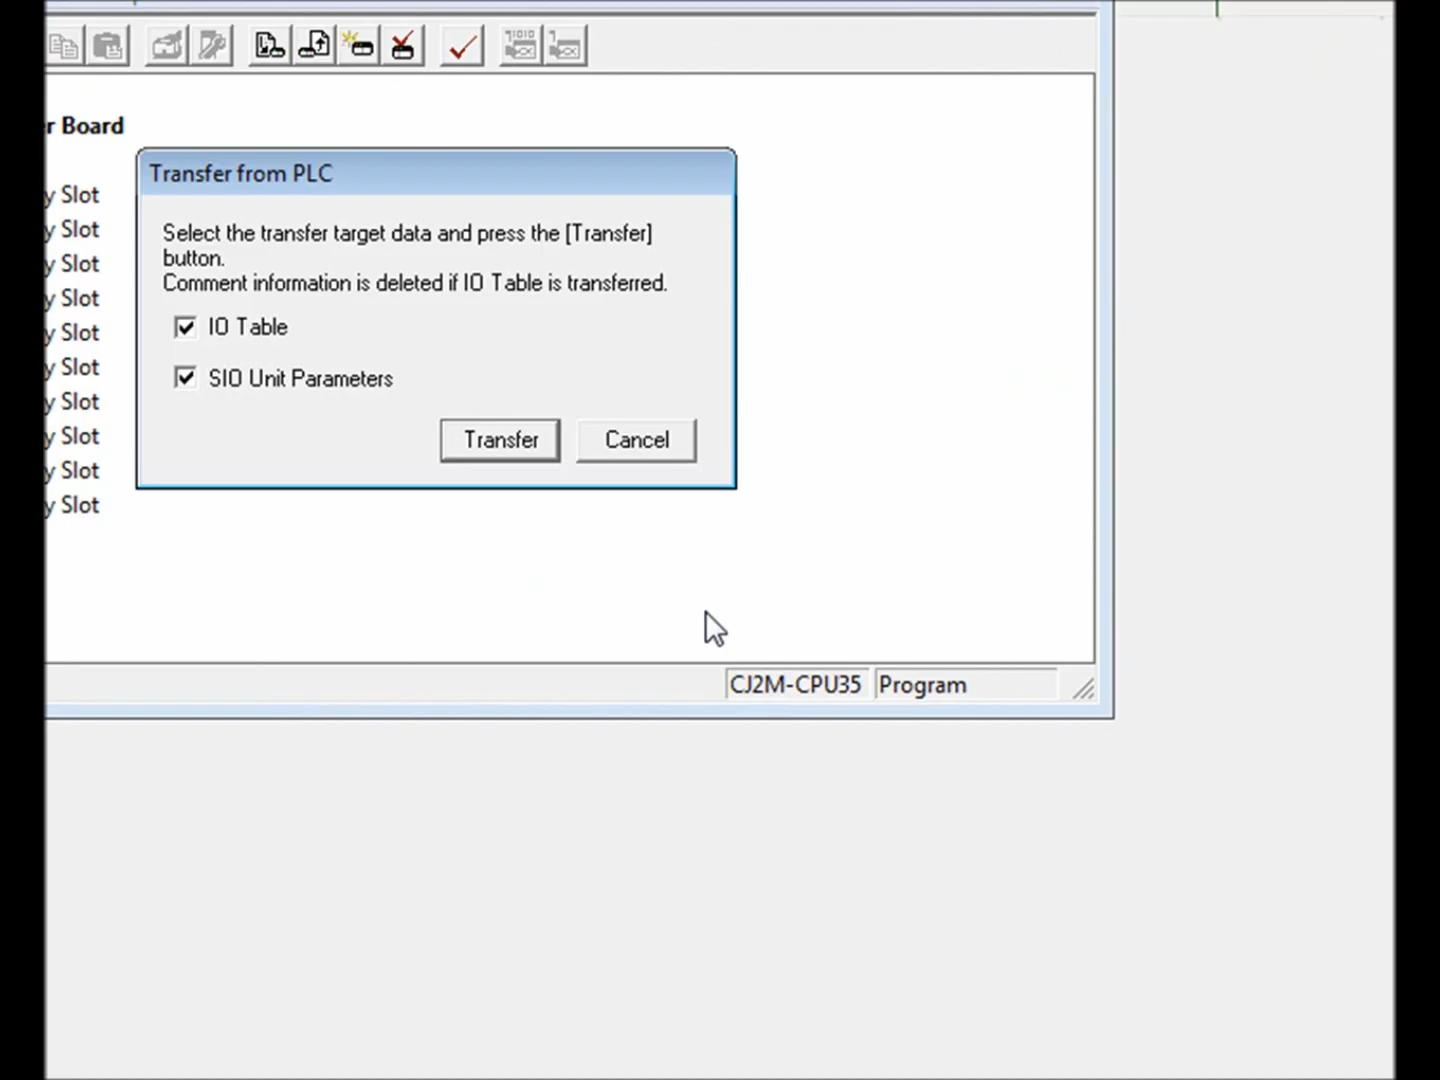 r Board
Transfer from PLC
y Slot
Select the transfer target data and press the [Transfer]
button.
Comment information is deleted if IO Table is transferred.
y Slot
y Slot
y Slot
IO Table
y Slot
y Slot
SIO Unit Parameters
y Slot
y Slot
Transfer
Cancel
y Slot
y Slot
CJ2M-CPU35
Program